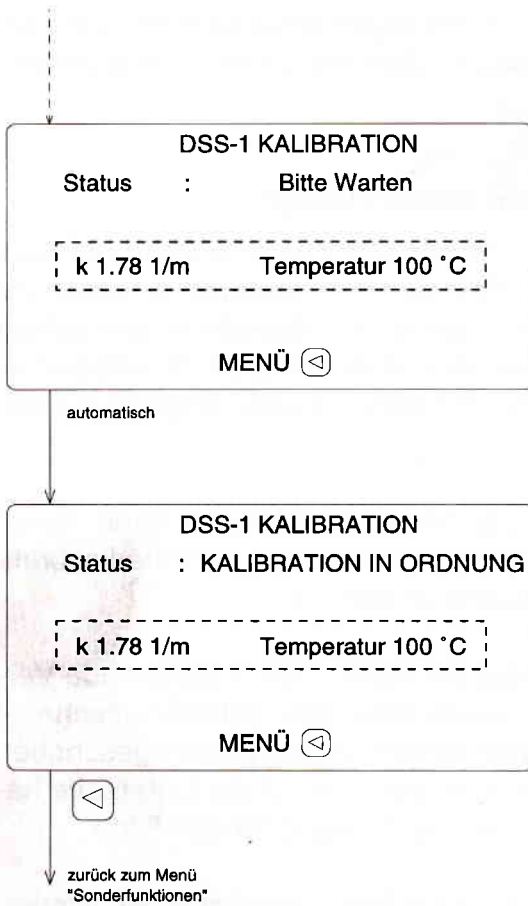 DSS-1 KALIBRATION
Status : Bitte Warten
k 1.78 1/m Temperatur 100 °C
MENÜ
automatisch
DSS-1 KALIBRATION
Status : KALIBRATION IN ORDNUNG
k 1.78 1/m Temperatur 100 °C
MENÜ
zurück zum Menü
"Sonderfunktionen"